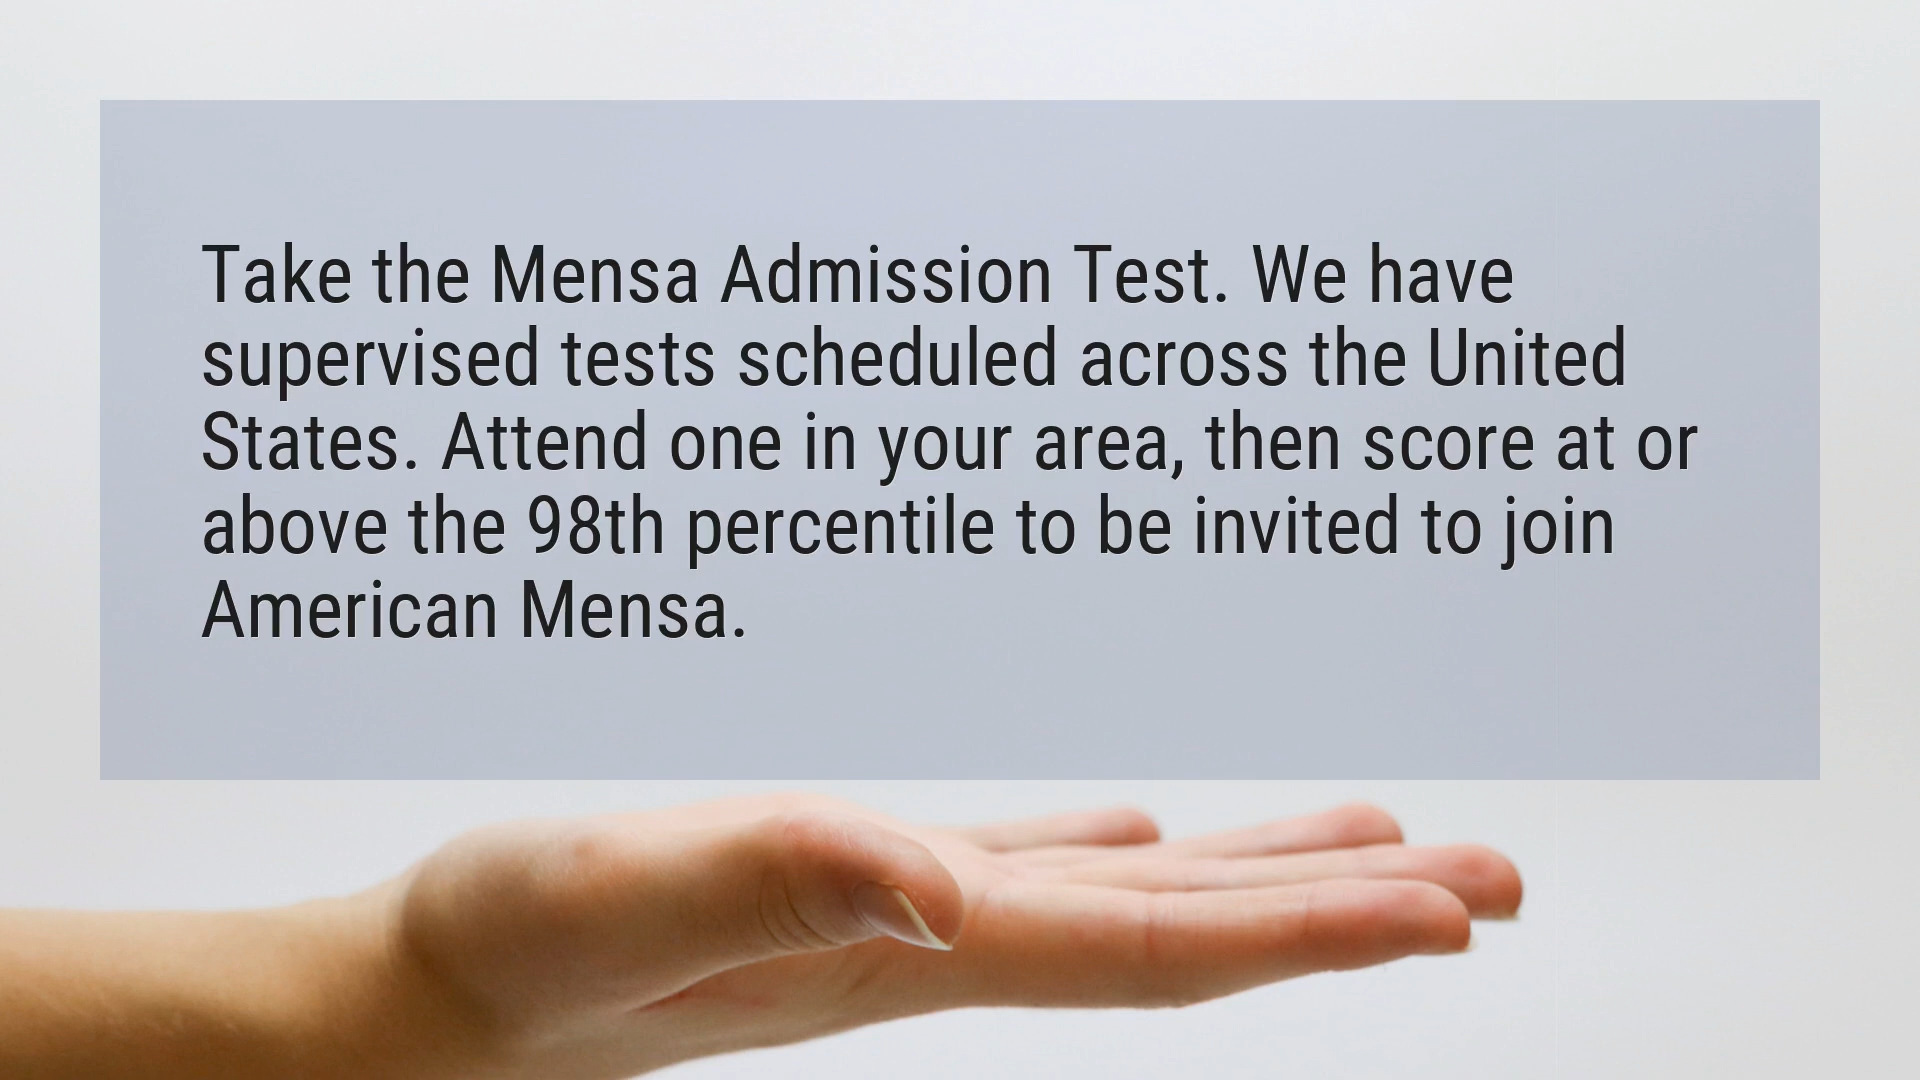 Take the Mensa Admission Test. We have
supervised tests scheduled across the United
States. Attend one in your area, then score at or
above the 98th percentile to be invited to join
American Mensa.